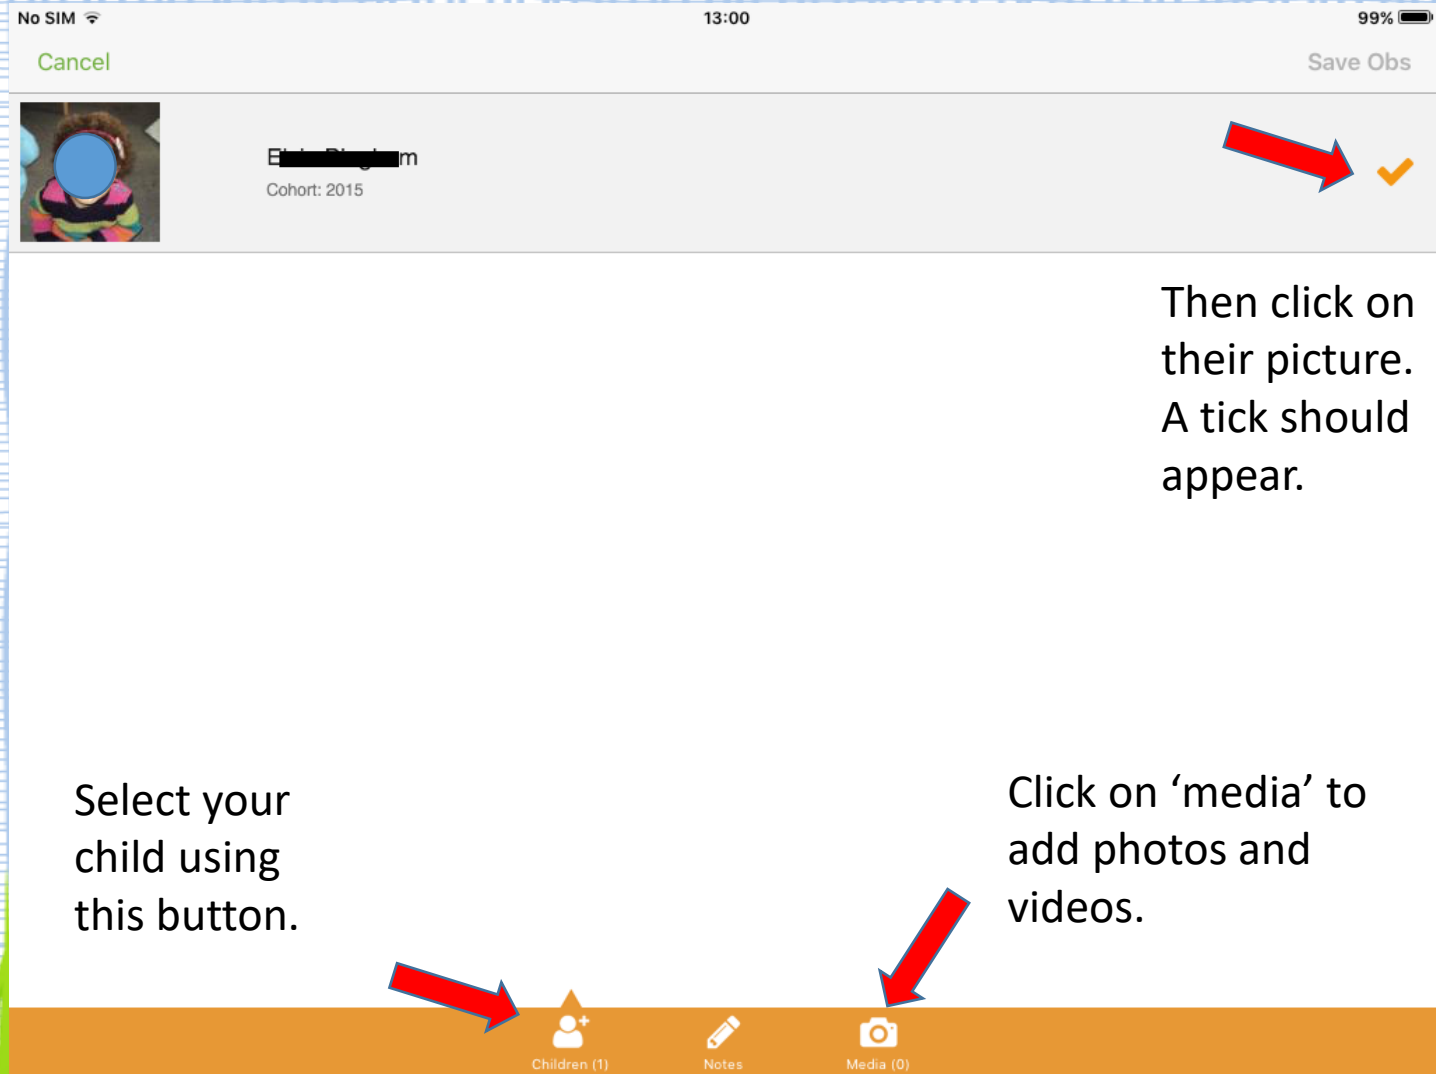 No SIM
13:00
99%
Cancel
Save Obs
Cohort: 2015
Then click on
their picture.
A tick should
appear.
Select your
child using
this button.
Click on ‘media’ to
add photos and
videos.
Children (1)
Notes
Media (0)